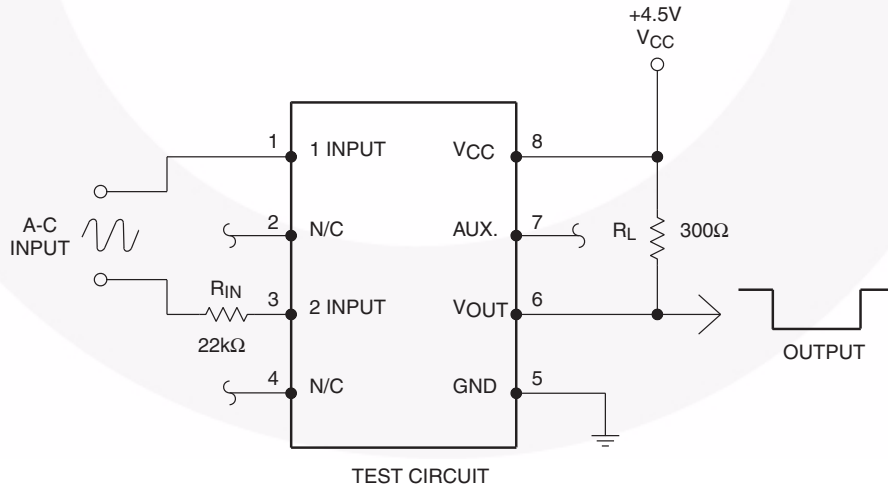 +4.5V
VCC
1
1 INPUT
VCC
8
A-C
INPUT
2
N/C
AUX.
7
RL
300Ω
RIN
22kΩ
3
2 INPUT
VOUT
6
OUTPUT
4
N/C
GND
5
TEST CIRCUIT